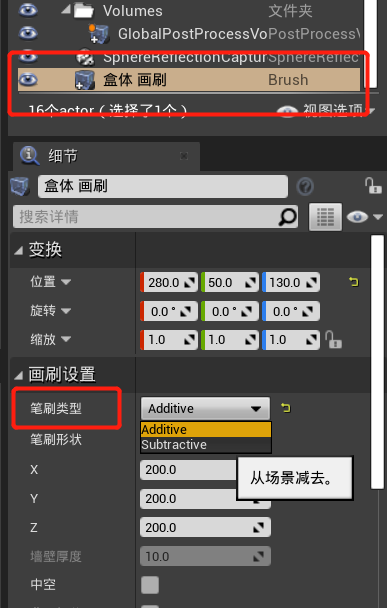 Volumes 文件夹
GlobalPostProcessVo PostProcessV
SphereReflectionCaptur SphereReflec
盒体 画刷 Brush
16个actor（选择了1个） 视图选项
细节
盒体 画刷
搜索详情
变换
位置 280.0 50.0 130.0
旋转 0.0 ° 0.0 ° 0.0 °
缩放 1.0 1.0 1.0
画刷设置
笔刷类型 Additive
Additive
笔刷形状 Subtractive
从场景减去。
X 200.0
Y 200.0
Z 200.0
墙壁厚度 10.0
中空